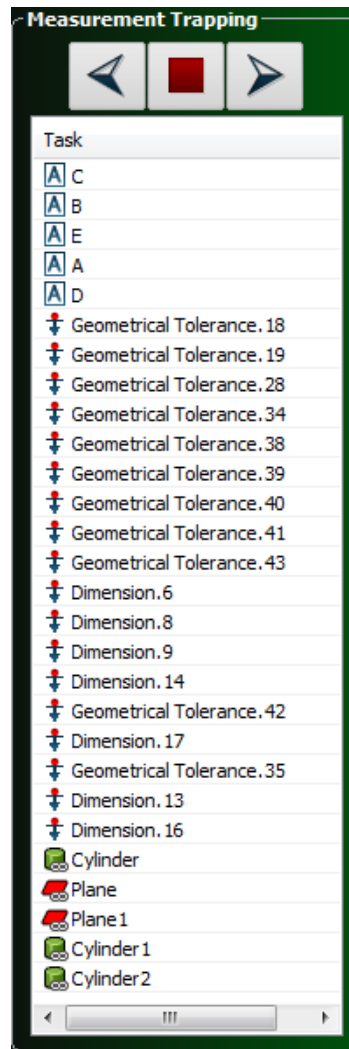 Measurement Trapping
Task
A C
A B
A E
A A
A D
Geometrical Tolerance.18
Geometrical Tolerance.19
Geometrical Tolerance.28
Geometrical Tolerance.34
Geometrical Tolerance.38
Geometrical Tolerance.39
Geometrical Tolerance.40
Geometrical Tolerance.41
Geometrical Tolerance.43
Dimension.6
Dimension.8
Dimension.9
Dimension.14
Geometrical Tolerance.42
Dimension.17
Geometrical Tolerance.35
Dimension.13
Dimension.16
Cylinder
Plane
Plane1
Cylinder1
Cylinder2